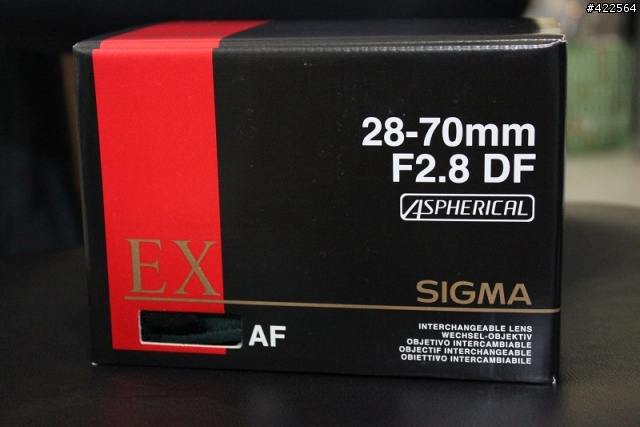 #422564
28-70mm
F2.8 DF
ASPHERICAL
EX
SIGMA
AF
INTERCHANGEABLE LENS
WECHSEL-OBJEKTIV
OBJETIVO INTERCAMBIABLE
OBJECTIF INTERCHANGEABLE
OBIETTIVO INTERCAMBIABILE